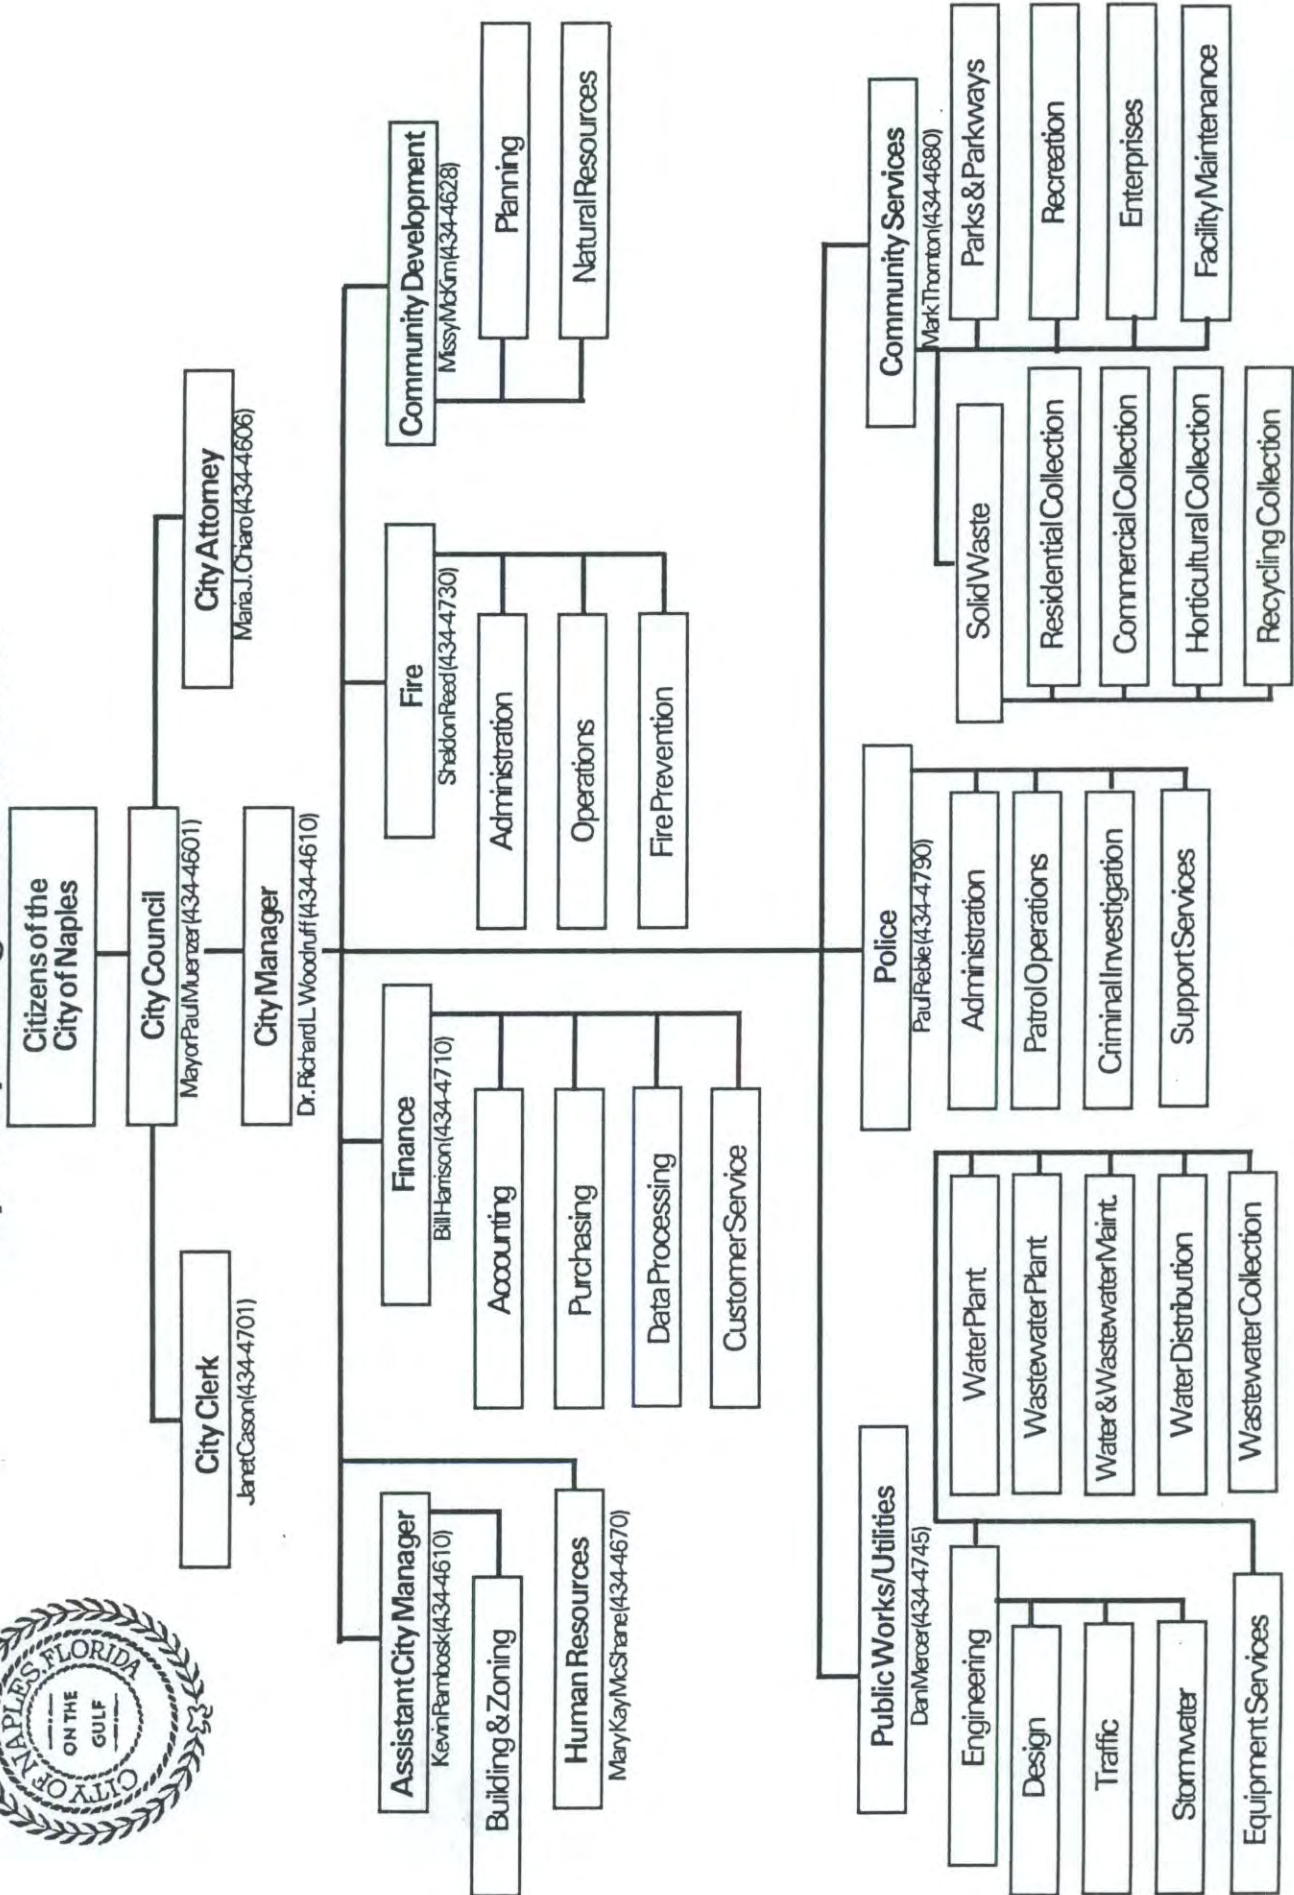 CITY OF NAPLES, FLORIDA
ON THE
GULF
Citizens of the
City of Naples
City Council
Mayor Paul Muenzer (434-4601)
City Clerk
Janet Cason (434-4701)
City Attorney
Maria J. Chiaro (434-4606)
City Manager
Dr. Richard L. Woodruff (434-4610)
Assistant City Manager
Kevin Rambosk (434-4610)
Building & Zoning
Human Resources
Mary Kay McShane (434-4670)
Finance
Bill Harrison (434-4710)
Accounting
Purchasing
Data Processing
Customer Service
Fire
Sheldon Reed (434-4730)
Administration
Operations
Fire Prevention
Community Development
Missy McKim (434-4628)
Planning
Natural Resources
Public Works/Utilities
Dan Mercer (434-4745)
Engineering
Design
Traffic
Stormwater
Equipment Services
Water Plant
Wastewater Plant
Water & Wastewater Maint.
Water Distribution
Wastewater Collection
Police
Paul Reble (434-4790)
Administration
Patrol Operations
Criminal Investigation
Support Services
Community Services
Mark Thornton (434-4680)
Solid Waste
Residential Collection
Commercial Collection
Horticultural Collection
Recycling Collection
Parks & Parkways
Recreation
Enterprises
Facility Maintenance